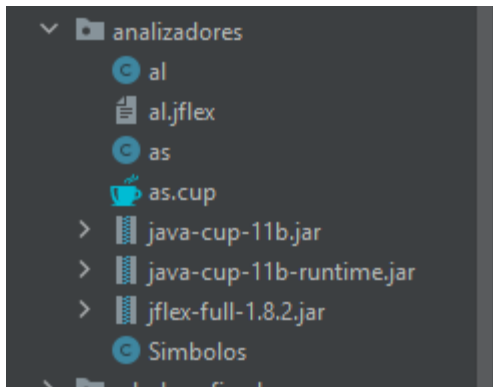 analizadores
al
al.jflex
as
as.cup
java-cup-11b.jar
java-cup-11b-runtime.jar
jflex-full-1.8.2.jar
Simbolos